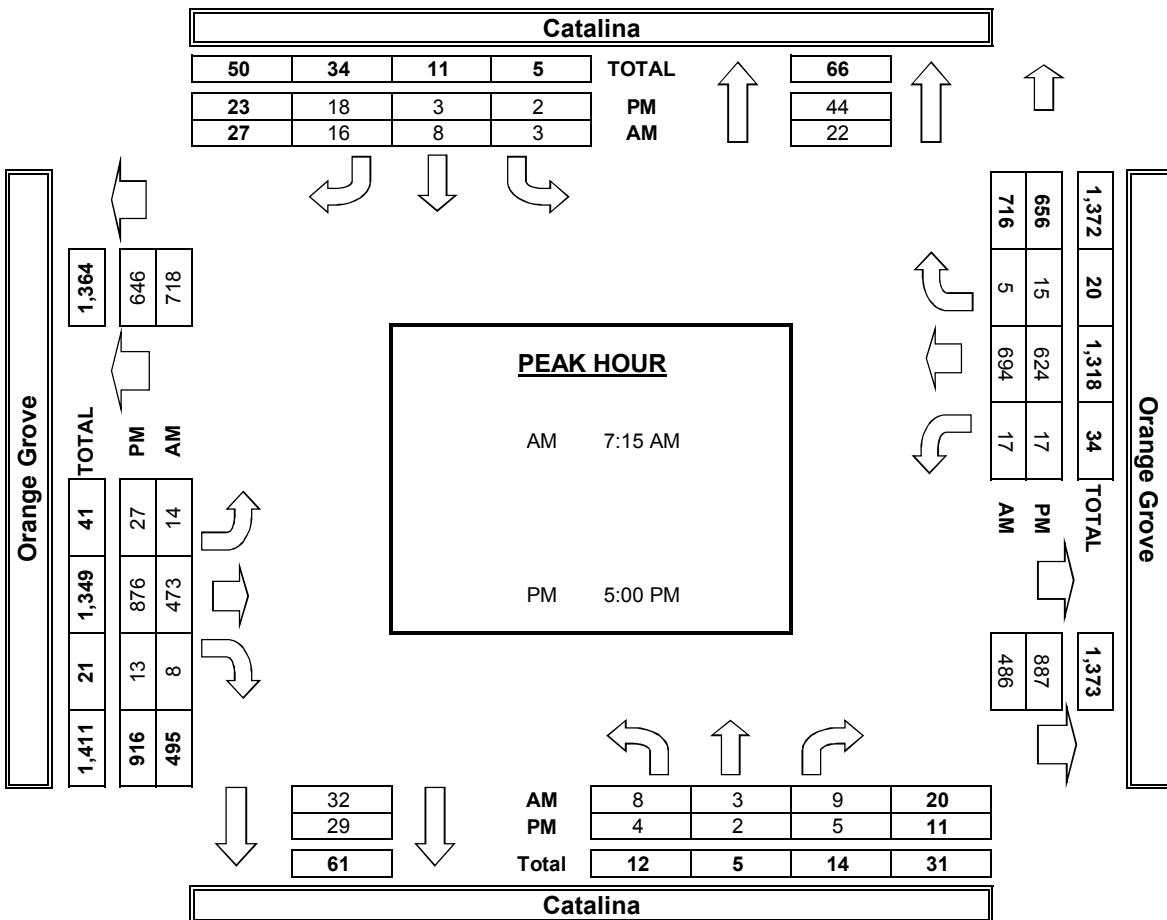 Catalina
50 34 11 5 TOTAL 66
23 18 3 2 PM 44
27 16 8 3 AM 22
Orange Grove
1,364
646
718
TOTAL
PM
AM
41 1,349 21 1,411
27 876 13 916
14 473 8 495
PEAK HOUR
AM 7:15 AM
PM 5:00 PM
1,372 20 1,318 34 TOTAL
656 15 624 17 PM
716 5 694 17 AM
1,373
887
486
Orange Grove
32 AM 8 3 9 20
29 PM 4 2 5 11
61 Total 12 5 14 31
Catalina